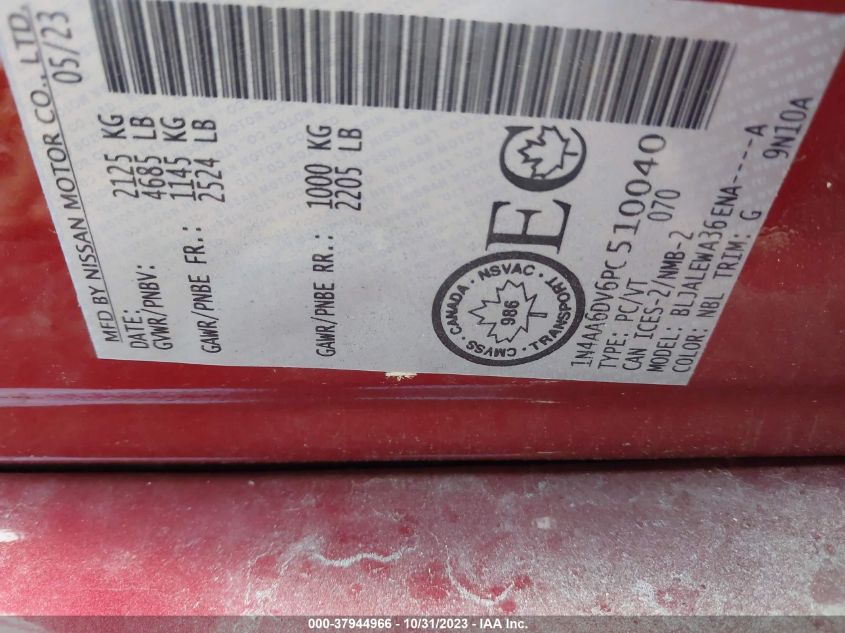 MFD BY NISSAN MOTOR CO., LTD.
DATE: 05/23
GVWR/PNBV: 2125 KG
4685 LB
GAWR/PNBE FR.: 1145 KG
2524 LB
GAWR/PNBE RR.: 1000 KG
2205 LB
EC
CANADA - NSVAC - TRANSPORT - CMVSS
986
1N4AA6DV6PC510040
TYPE: PC/VT 070
CAN ICES-2/NMB-2
MODEL: BLJALEWA36ENA----A
COLOR: NBL TRIM: G 9NI0A
000-37944966 - 10/31/2023 - IAA Inc.